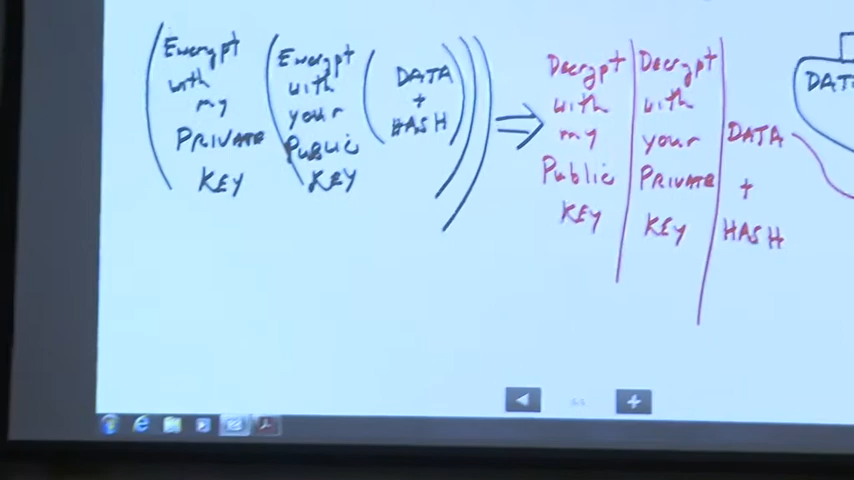 Encrypt
with
my
PRIVATE
KEY
Encrypt
with
your
PUBLIC
KEY
DATA
+
HASH
Decrypt
with
my
Public
KEY
Decrypt
with
your
PRIVATE
KEY
DATA
+
HASH
DAT